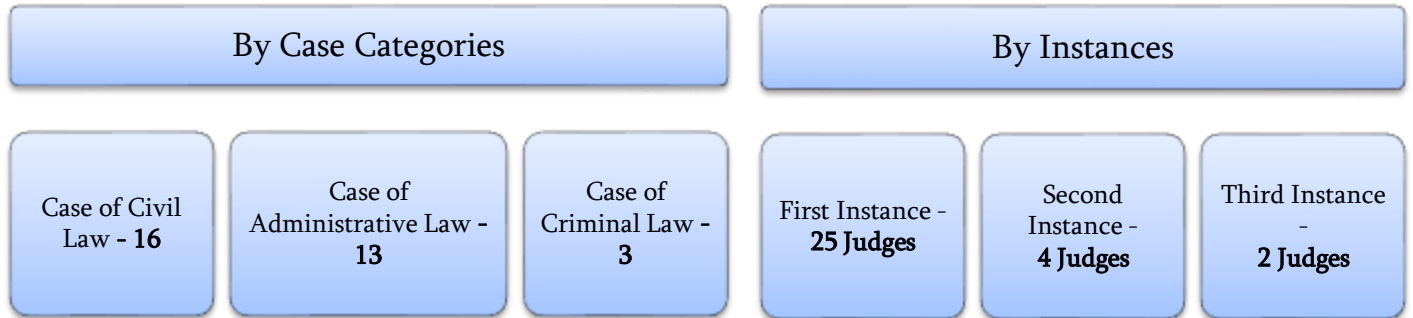 By Case Categories
By Instances
Case of Civil
Law - 16
Case of
Administrative Law -
13
Case of
Criminal Law -
3
First Instance -
25 Judges
Second
Instance -
4 Judges
Third Instance
-
2 Judges